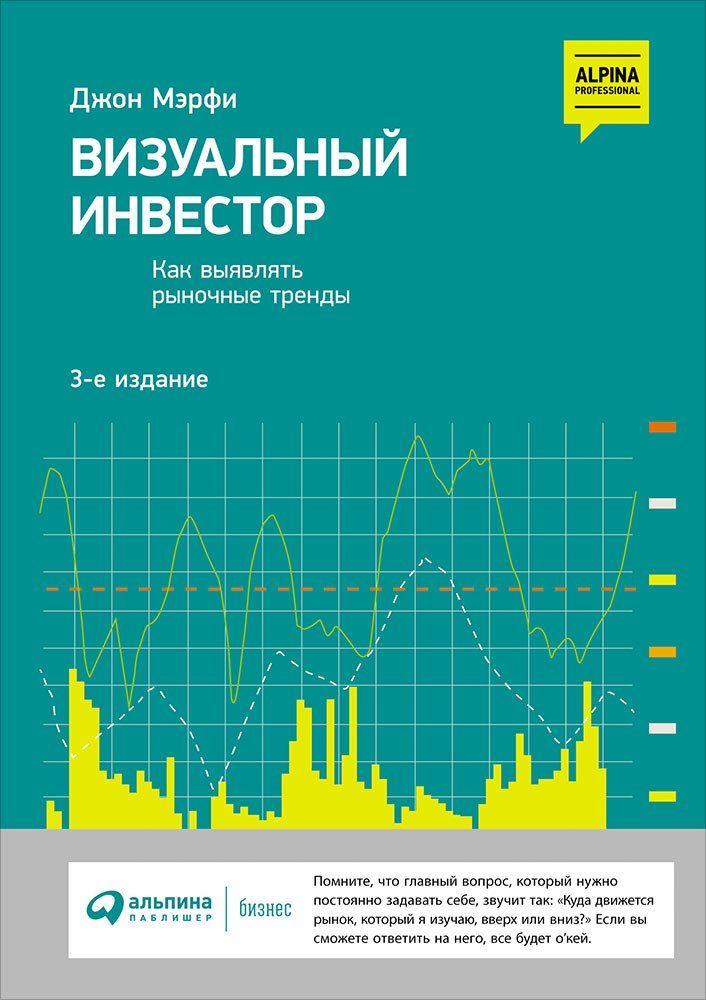 ALPINA
PROFESSIONAL
Джон Мэрфи
ВИЗУАЛЬНЫЙ
ИНВЕСТОР
Как выявлять
рыночные тренды
3-е издание
альпина
ПАБЛИШЕР
бизнес
Помните, что главный вопрос, который нужно
постоянно задавать себе, звучит так: «Куда движется
рынок, который я изучаю, вверх или вниз?» Если вы
сможете ответить на него, все будет о’кей.